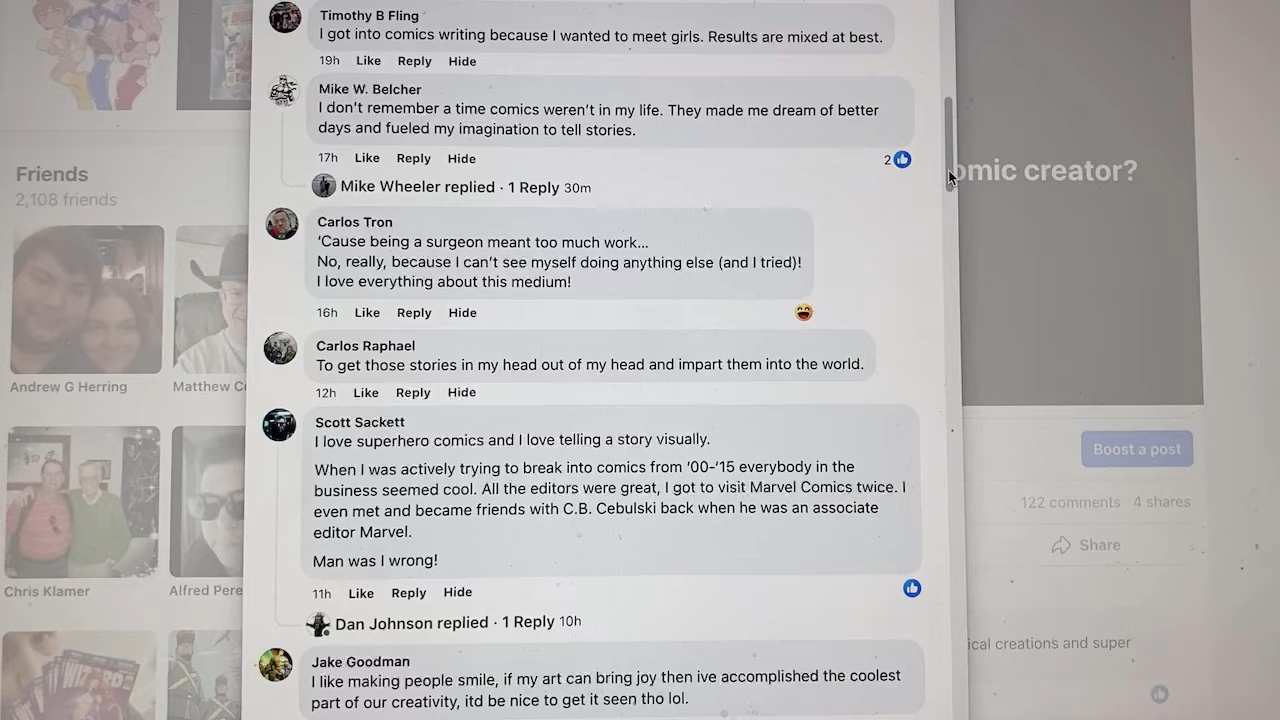 Timothy B Fling
I got into comics writing because I wanted to meet girls. Results are mixed at best.
19h Like Reply Hide
Mike W. Belcher
I don't remember a time comics weren't in my life. They made me dream of better
days and fueled my imagination to tell stories.
17h Like Reply Hide
2
Mike Wheeler replied · 1 Reply 30m
Carlos Tron
'Cause being a surgeon meant too much work...
No, really, because I can't see myself doing anything else (and I tried)!
I love everything about this medium!
16h Like Reply Hide
Carlos Raphael
To get those stories in my head out of my head and impart them into the world.
12h Like Reply Hide
Scott Sackett
I love superhero comics and I love telling a story visually.
When I was actively trying to break into comics from '00-'15 everybody in the
business seemed cool. All the editors were great, I got to visit Marvel Comics twice. I
even met and became friends with C.B. Cebulski back when he was an associate
editor Marvel.
Man was I wrong!
11h Like Reply Hide
Dan Johnson replied · 1 Reply 10h
Jake Goodman
I like making people smile, if my art can bring joy then ive accomplished the coolest
part of our creativity, itd be nice to get it seen tho lol.
Friends
2,108 friends
Andrew G Herring
Matthew
Chris Klamer
Alfred
omic creator?
Boost a post
122 comments 4 shares
Share
ical creations and super